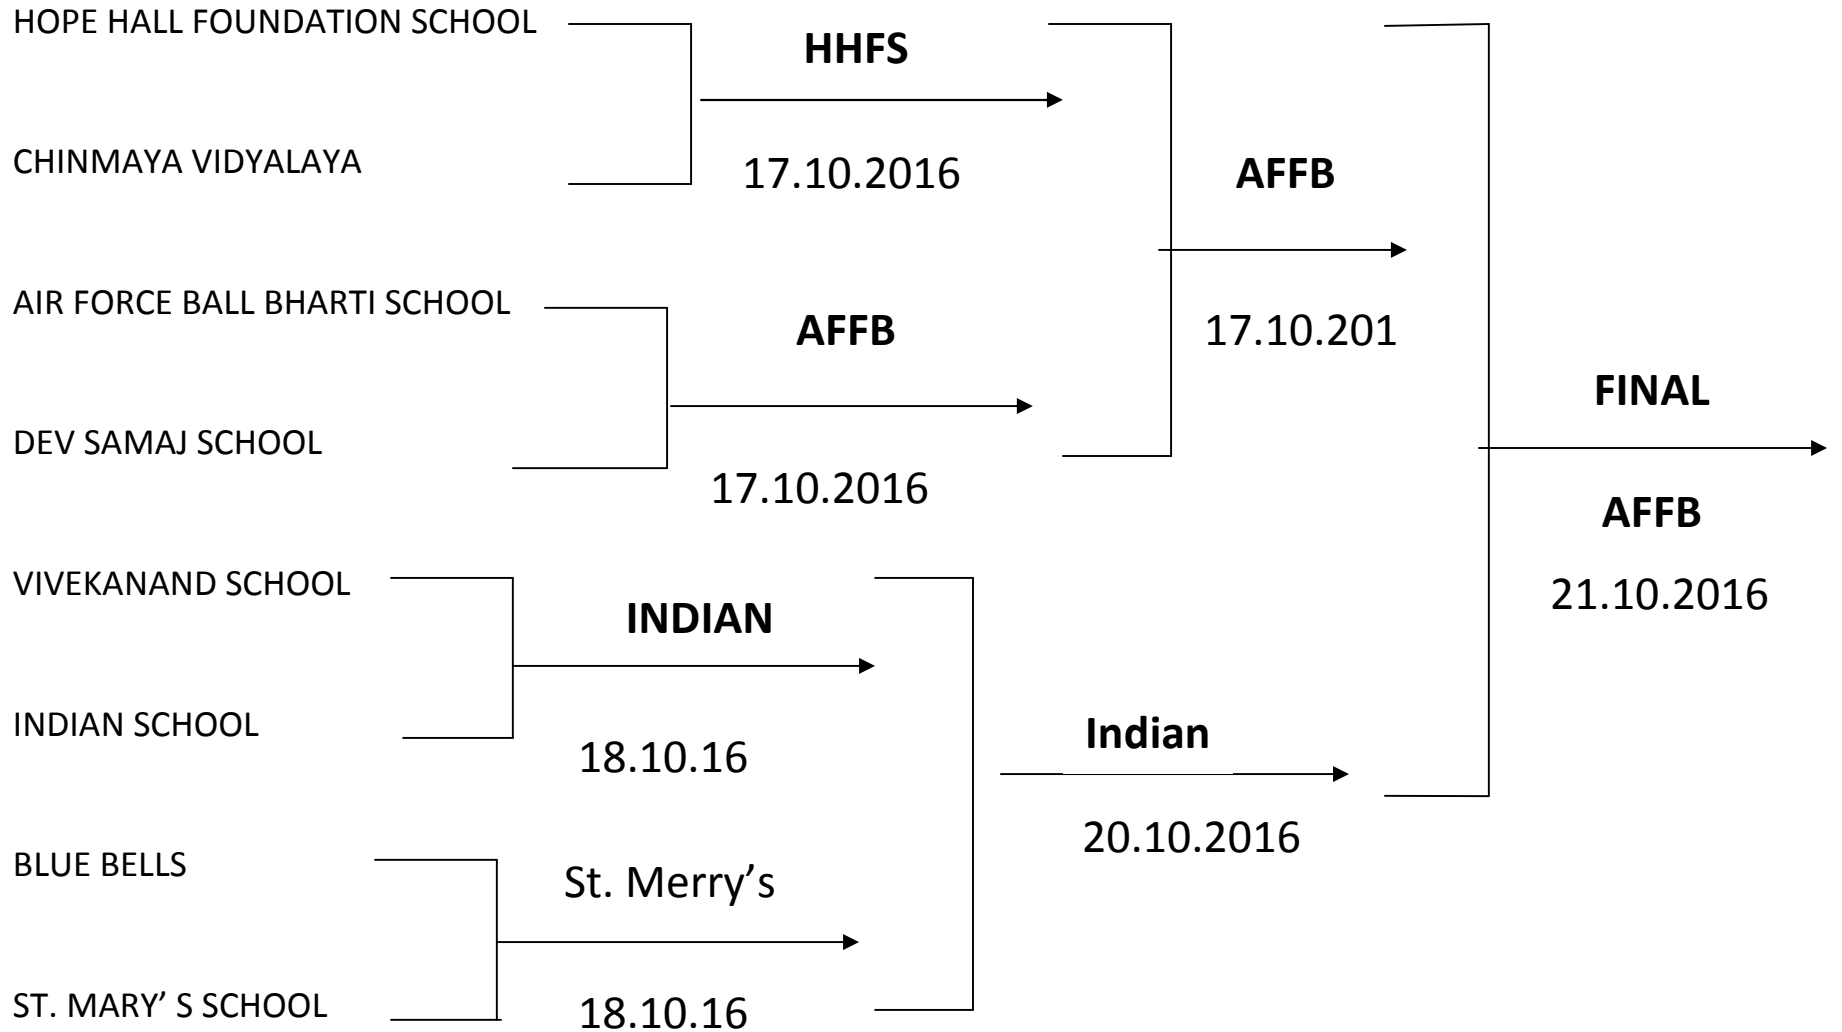 HOPE HALL FOUNDATION SCHOOL
HHFS
CHINMAYA VIDYALAYA
17.10.2016
AFFB
AIR FORCE BALL BHARTI SCHOOL
AFFB
17.10.201
FINAL
DEV SAMAJ SCHOOL
17.10.2016
AFFB
VIVEKANAND SCHOOL
INDIAN
21.10.2016
INDIAN SCHOOL
18.10.16
Indian
20.10.2016
BLUE BELLS
St. Merry’s
ST. MARY’ S SCHOOL
18.10.16